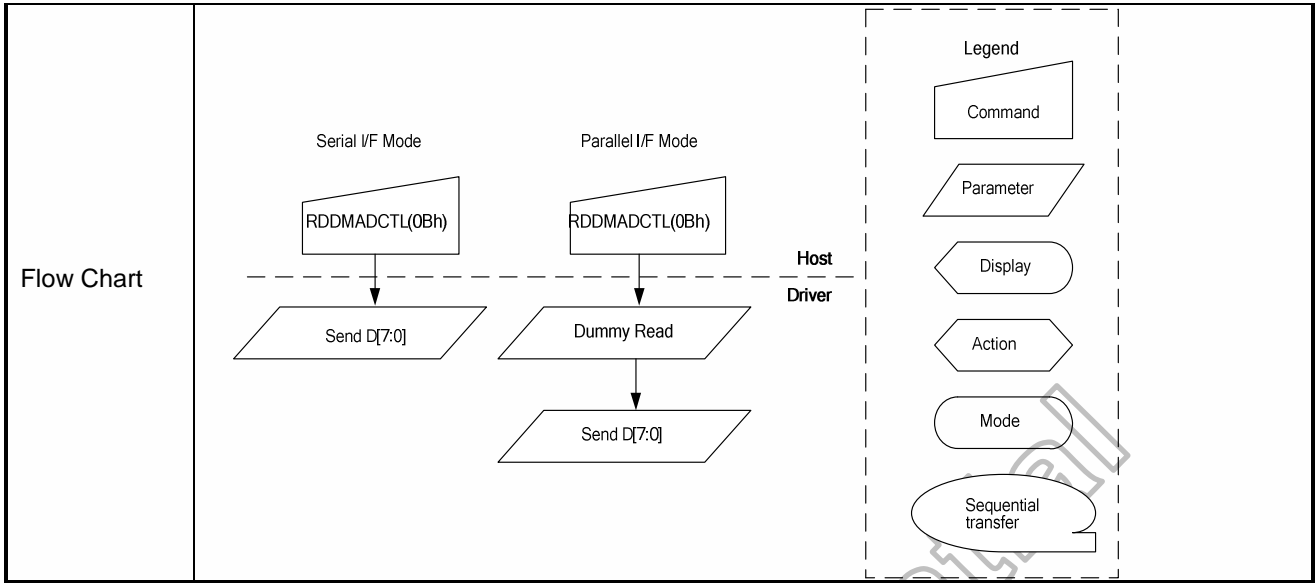 Flow Chart
Serial I/F Mode
Parallel I/F Mode
RDDMADCTL(0Bh)
RDDMADCTL(0Bh)
Host
Driver
Send D[7:0]
Dummy Read
Send D[7:0]
Legend
Command
Parameter
Display
Action
Mode
Sequential
transfer